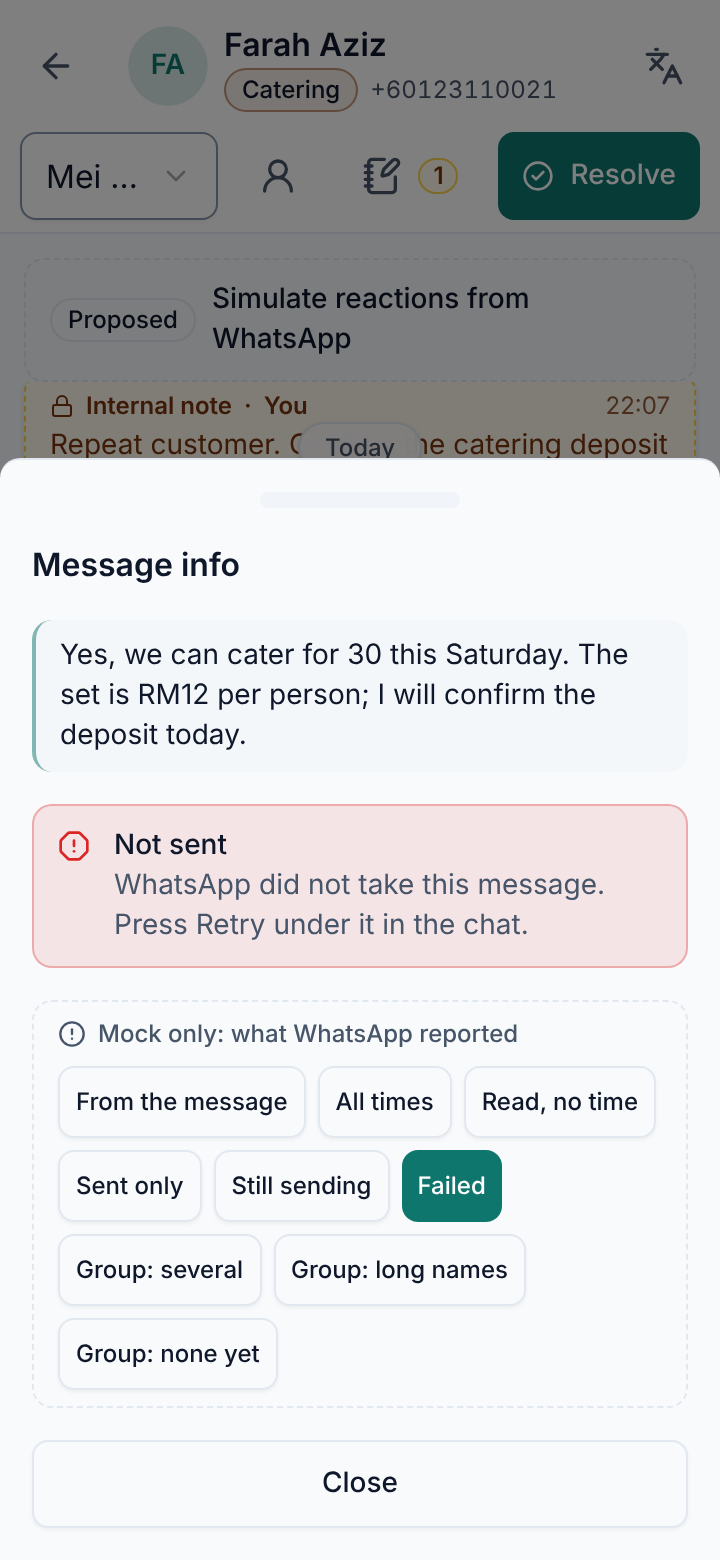 FA
Farah Aziz
Catering
+60123110021
Mei ...
1
Resolve
Proposed
Simulate reactions from
WhatsApp
Internal note · You
22:07
Repeat customer.
catering deposit
Today
Message info
Yes, we can cater for 30 this Saturday. The
set is RM12 per person; I will confirm the
deposit today.
Not sent
WhatsApp did not take this message.
Press Retry under it in the chat.
Mock only: what WhatsApp reported
From the message
All times
Read, no time
Sent only
Still sending
Failed
Group: several
Group: long names
Group: none yet
Close